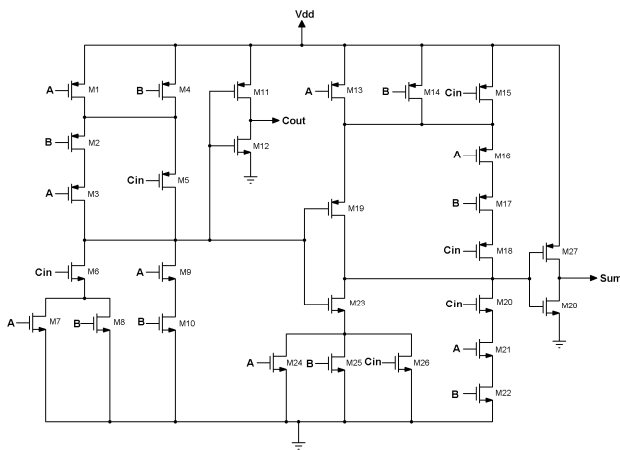 Vdd
A M1
B M4
M11
A M13
B M14
Cin M15
Cout
B M2
M12
A M16
Cin M5
A M3
B M17
M19
Cin M18
M27
Cin M6
A M9
Sum
M23
Cin M20
M20
A M7
B M8
B M10
A M21
A M24
B M25
Cin M26
B M22